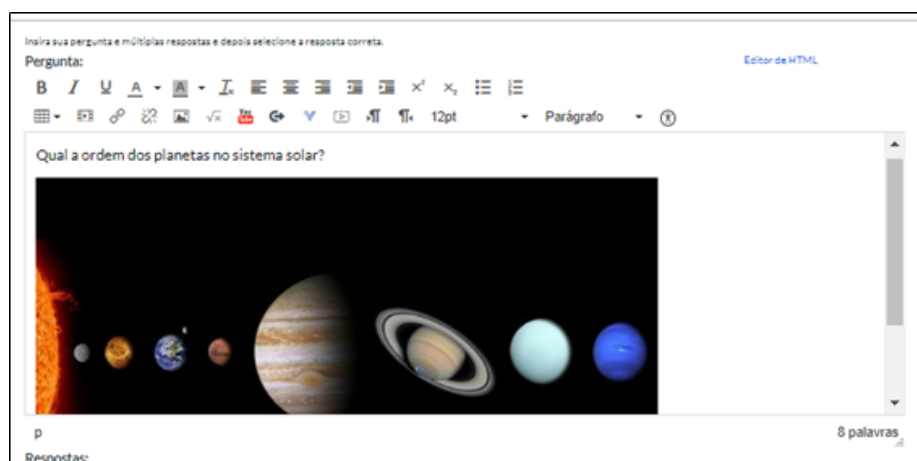 Insira sua pergunta e múltiplas respostas e depois selecione a resposta correta.
Pergunta:
Editor de HTML
12pt
Parágrafo
Qual a ordem dos planetas no sistema solar?
p
8 palavras
Respostas: